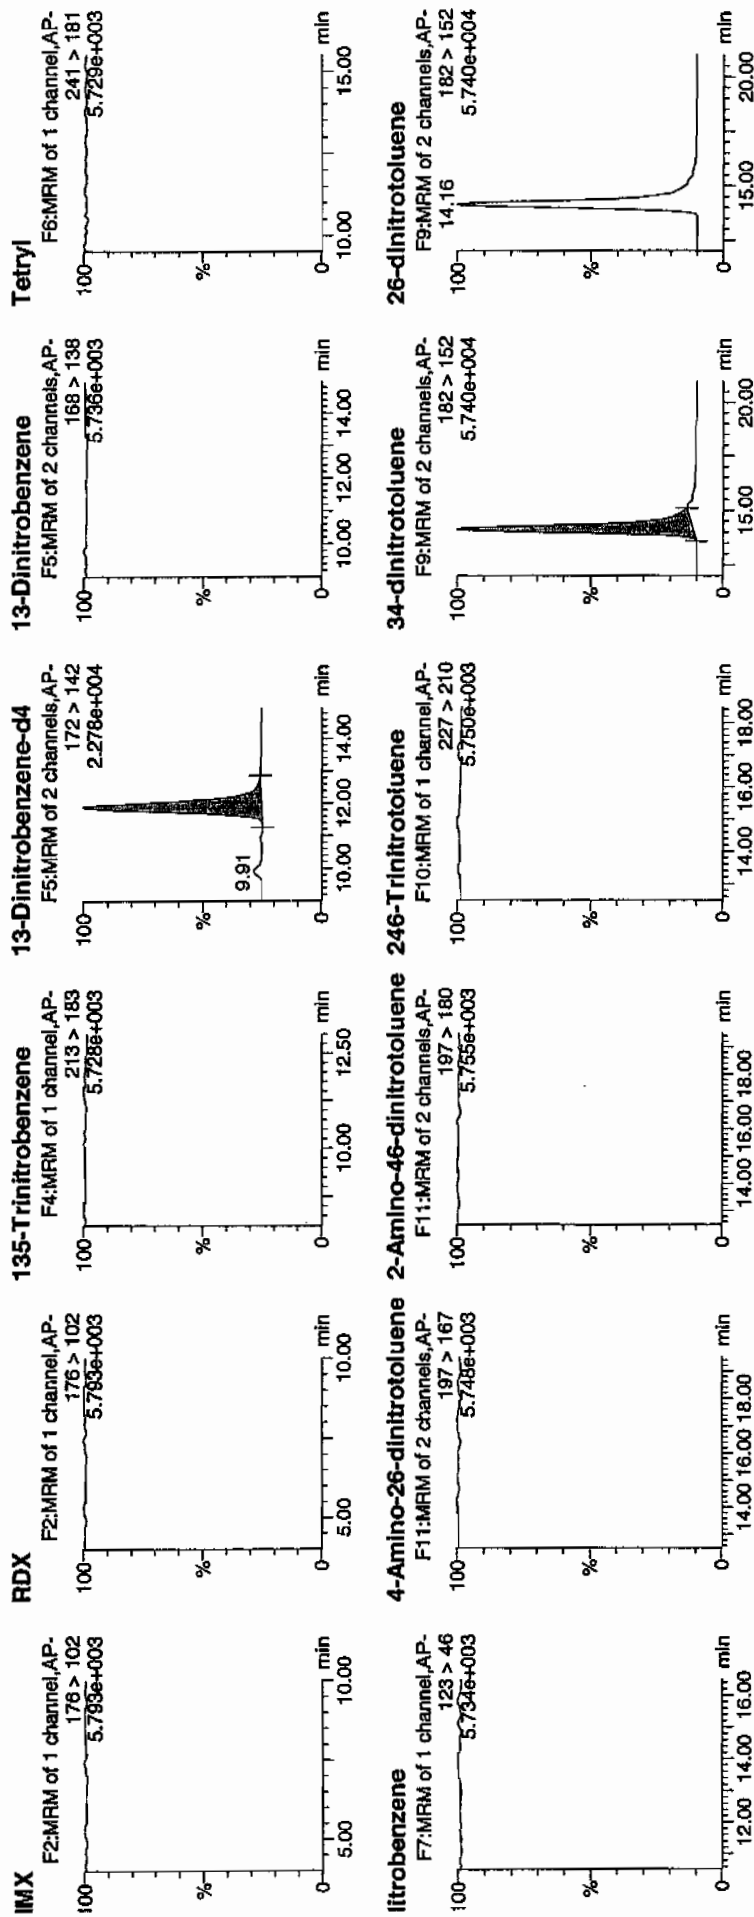 IMX
F2:MRM of 1 channel,AP-
176 > 102
5.793e+003
100
%
0
5.00
10.00
min
RDX
F2:MRM of 1 channel,AP-
176 > 102
5.793e+003
100
%
0
5.00
10.00
min
135-Trinitrobenzene
F4:MRM of 1 channel,AP-
213 > 183
5.728e+003
100
%
0
10.00
12.50
min
13-Dinitrobenzene-d4
F5:MRM of 2 channels,AP-
172 > 142
2.278e+004
100
%
9.91
0
10.00
12.00
14.00
min
13-Dinitrobenzene
F5:MRM of 2 channels,AP-
168 > 138
5.736e+003
100
%
0
10.00
12.00
14.00
min
Tetryl
F6:MRM of 1 channel,AP-
241 > 181
5.729e+003
100
%
0
10.00
15.00
min
litrobenzene
F7:MRM of 1 channel,AP-
123 > 46
5.734e+003
100
%
0
12.00
14.00
16.00
min
4-Amino-26-dinitrotoluene
F11:MRM of 2 channels,AP-
197 > 167
5.748e+003
100
%
0
14.00
16.00
18.00
min
2-Amino-46-dinitrotoluene
F11:MRM of 2 channels,AP-
197 > 180
5.755e+003
100
%
0
14.00
16.00
18.00
min
246-Trinitrotoluene
F10:MRM of 1 channel,AP-
227 > 210
5.750e+003
100
%
0
14.00
16.00
18.00
min
34-dinitrotoluene
F9:MRM of 2 channels,AP-
182 > 152
5.740e+004
100
%
0
15.00
20.00
min
26-dinitrotoluene
F9:MRM of 2 channels,AP-
14.16
182 > 152
5.740e+004
100
%
0
15.00
20.00
min